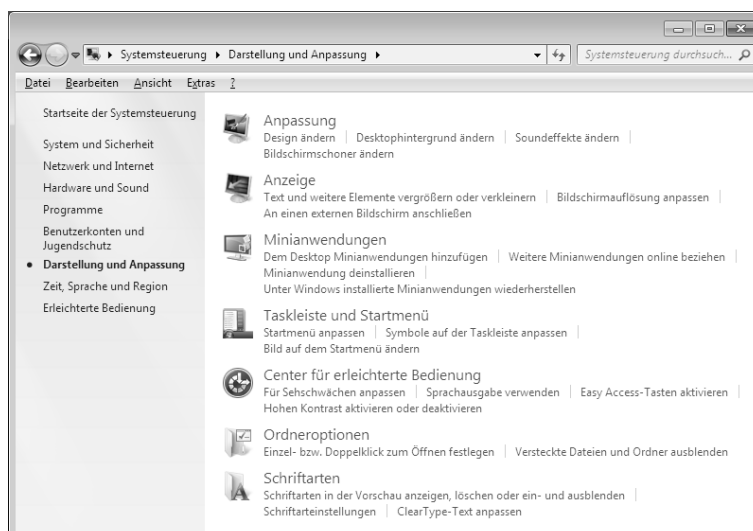 Systemsteuerung ▸ Darstellung und Anpassung ▸ Systemsteuerung durchsuch...
Datei Bearbeiten Ansicht Extras ?
Startseite der Systemsteuerung
System und Sicherheit
Netzwerk und Internet
Hardware und Sound
Programme
Benutzerkonten und
Jugendschutz
Darstellung und Anpassung
Zeit, Sprache und Region
Erleichterte Bedienung
Anpassung
Design ändern | Desktophintergrund ändern | Soundeffekte ändern |
Bildschirmschoner ändern
Anzeige
Text und weitere Elemente vergrößern oder verkleinern | Bildschirmauflösung anpassen |
An einen externen Bildschirm anschließen
Minianwendungen
Dem Desktop Minianwendungen hinzufügen | Weitere Minianwendungen online beziehen |
Minianwendung deinstallieren |
Unter Windows installierte Minianwendungen wiederherstellen
Taskleiste und Startmenü
Startmenü anpassen | Symbole auf der Taskleiste anpassen |
Bild auf dem Startmenü ändern
Center für erleichterte Bedienung
Für Sehschwächen anpassen | Sprachausgabe verwenden | Easy Access-Tasten aktivieren |
Hohen Kontrast aktivieren oder deaktivieren
Ordneroptionen
Einzel- bzw. Doppelklick zum Öffnen festlegen | Versteckte Dateien und Ordner ausblenden
Schriftarten
Schriftarten in der Vorschau anzeigen, löschen oder ein- und ausblenden |
Schriftarteinstellungen | ClearType-Text anpassen